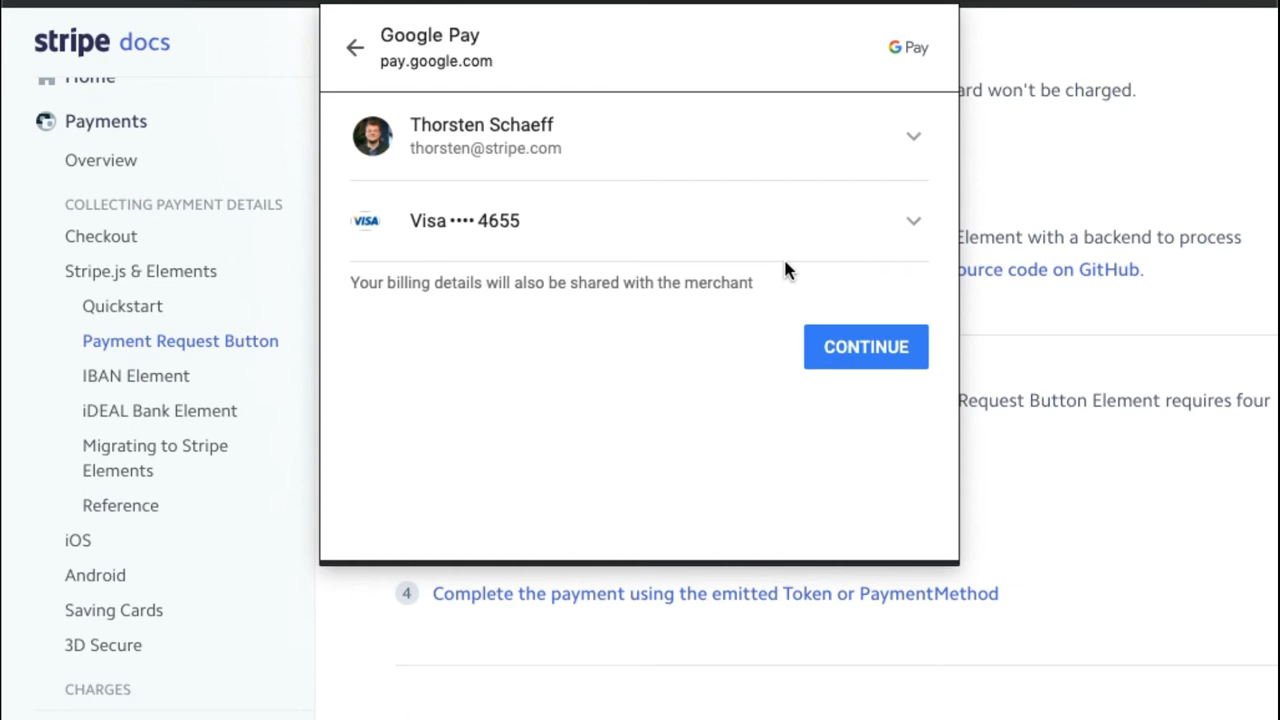 stripe docs
Home
Payments
Overview
COLLECTING PAYMENT DETAILS
Checkout
Stripe.js & Elements
Quickstart
Payment Request Button
IBAN Element
iDEAL Bank Element
Migrating to Stripe
Elements
Reference
iOS
Android
Saving Cards
3D Secure
CHARGES
Google Pay
pay.google.com
G Pay
Thorsten Schaeff
thorsten@stripe.com
VISA
Visa •••• 4655
Your billing details will also be shared with the merchant
CONTINUE
ard won't be charged.
Element with a backend to process
ource code on GitHub.
Request Button Element requires four
4 Complete the payment using the emitted Token or PaymentMethod